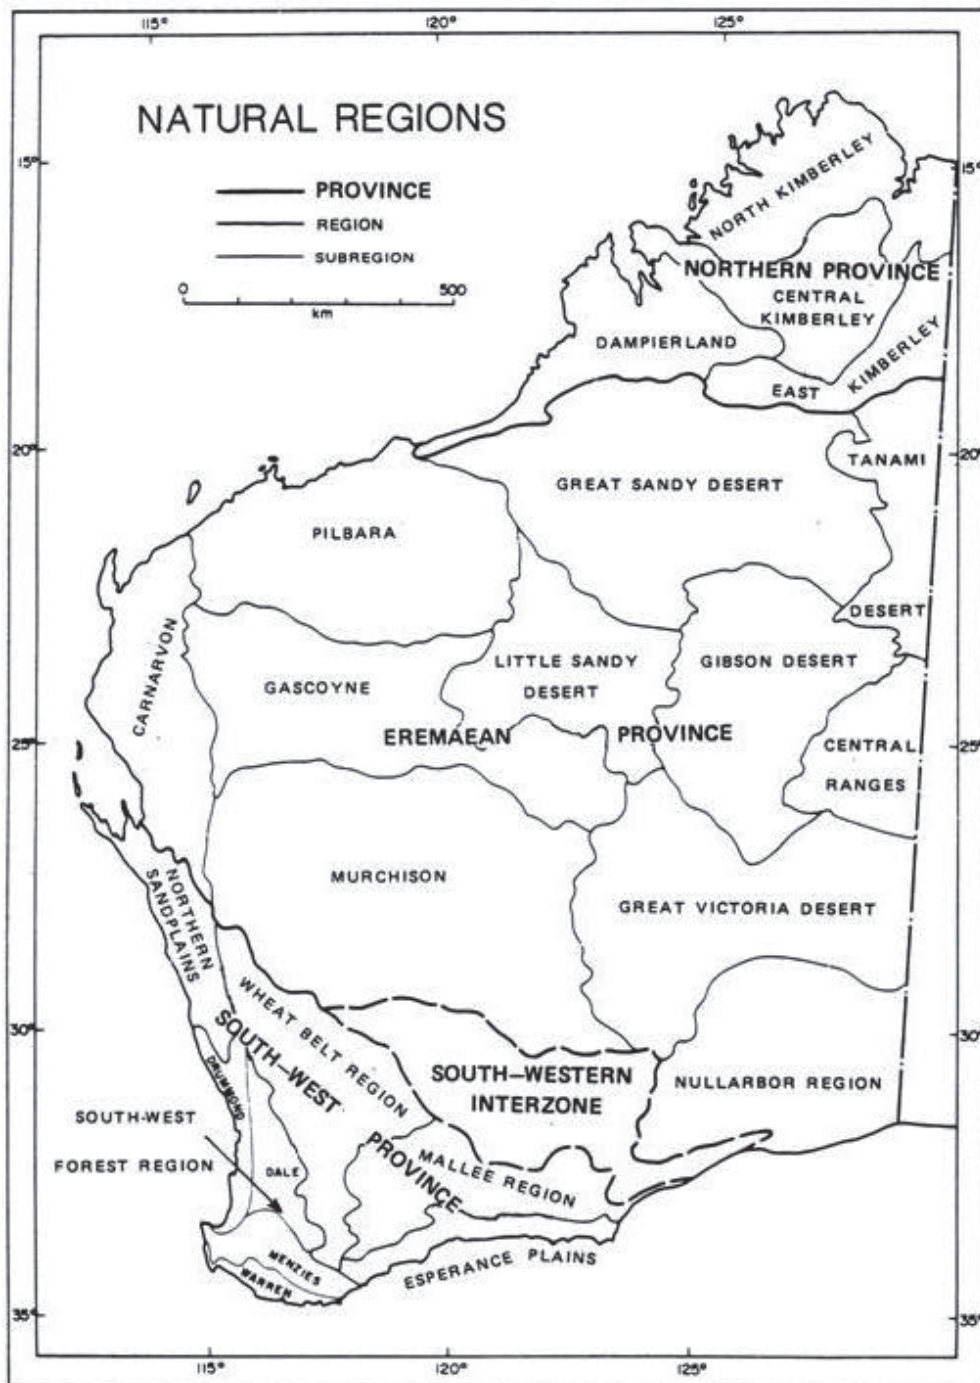 115°
120°
125°
NATURAL REGIONS
PROVINCE
REGION
SUBREGION
0
500
km
15°
15°
NORTH KIMBERLEY
NORTHERN PROVINCE
CENTRAL
KIMBERLEY
DAMPIERLAND
EAST
KIMBERLEY
20°
20°
TANAMI
GREAT SANDY DESERT
PILBARA
DESERT
CARNARVON
LITTLE SANDY
DESERT
GIBSON DESERT
GASCOYNE
EREMAEAN
PROVINCE
25°
25°
CENTRAL
RANGES
MURCHISON
NORTHERN
SANDPLAINS
GREAT VICTORIA DESERT
WHEAT BELT REGION
30°
30°
SOUTH-WEST
PROVINCE
SOUTH-WESTERN
INTERZONE
NULLARBOR REGION
DRUMMOND
SOUTH-WEST
FOREST REGION
DALE
MALLEE REGION
MENZIES
WARREN
ESPERANCE PLAINS
35°
35°
115°
120°
125°